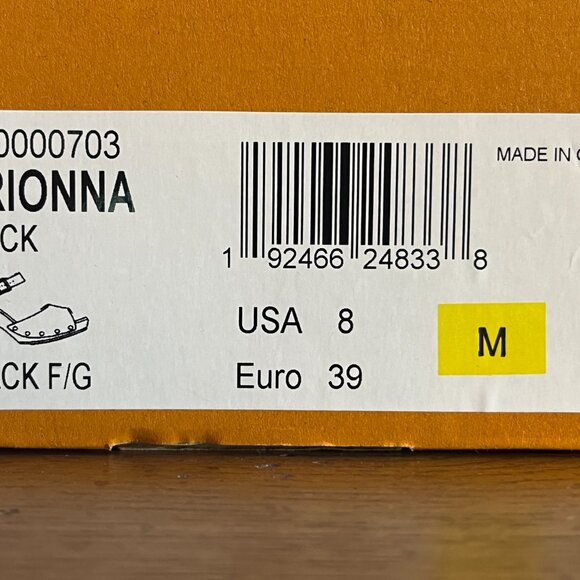 0000703
RIONNA
CK
CK F/G
1 92466 24833 8
USA 8
Euro 39
MADE IN
M